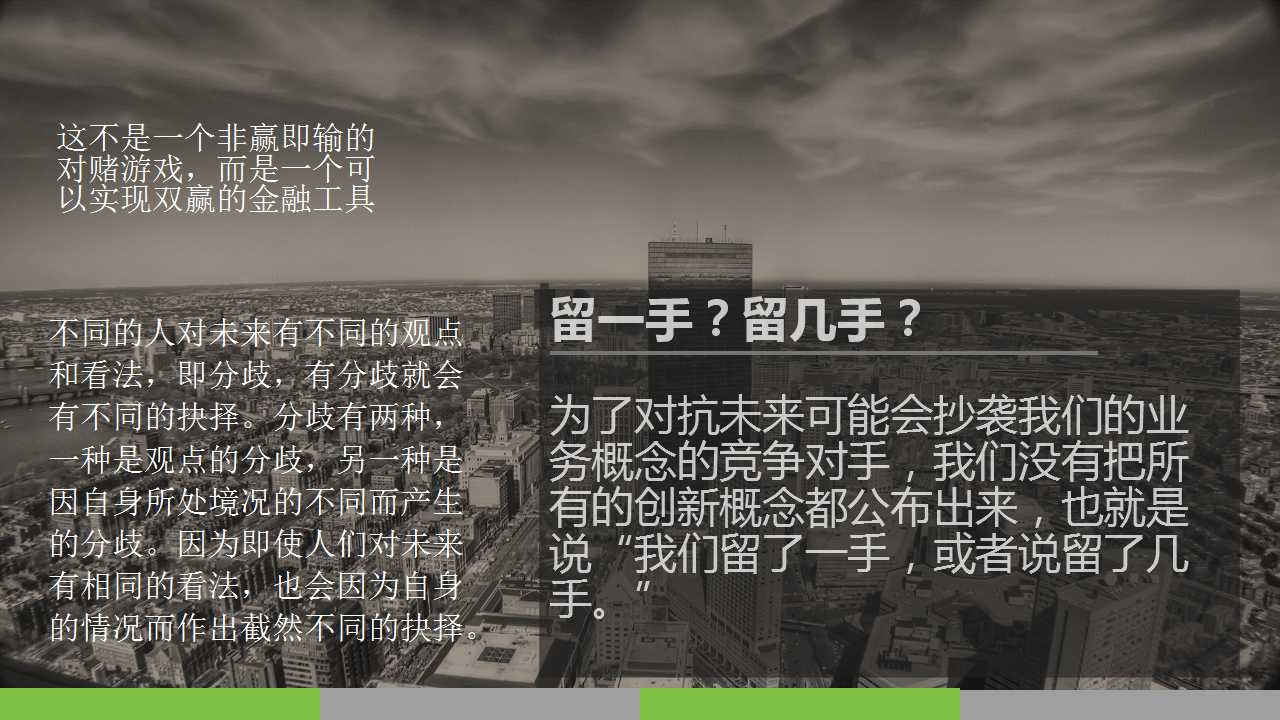 这不是一个非赢即输的
对赌游戏，而是一个可
以实现双赢的金融工具
不同的人对未来有不同的观点
和看法，即分歧，有分歧就会
有不同的抉择。分歧有两种，
一种是观点的分歧，另一种是
因自身所处境况的不同而产生
的分歧。因为即使人们对未来
有相同的看法，也会因为自身
的情况而作出截然不同的抉择。
留一手？留几手？
为了对抗未来可能会抄袭我们的业
务概念的竞争对手，我们没有把所
有的创新概念都公布出来，也就是
说“我们留了一手，或者说留了几
手。”